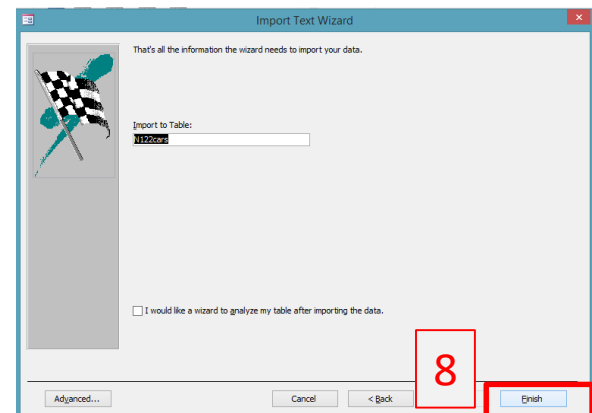 Import Text Wizard
That's all the information the wizard needs to import your data.
Import to Table:
N122cars
I would like a wizard to analyze my table after importing the data.
8
Advanced...
Cancel
< Back
Finish